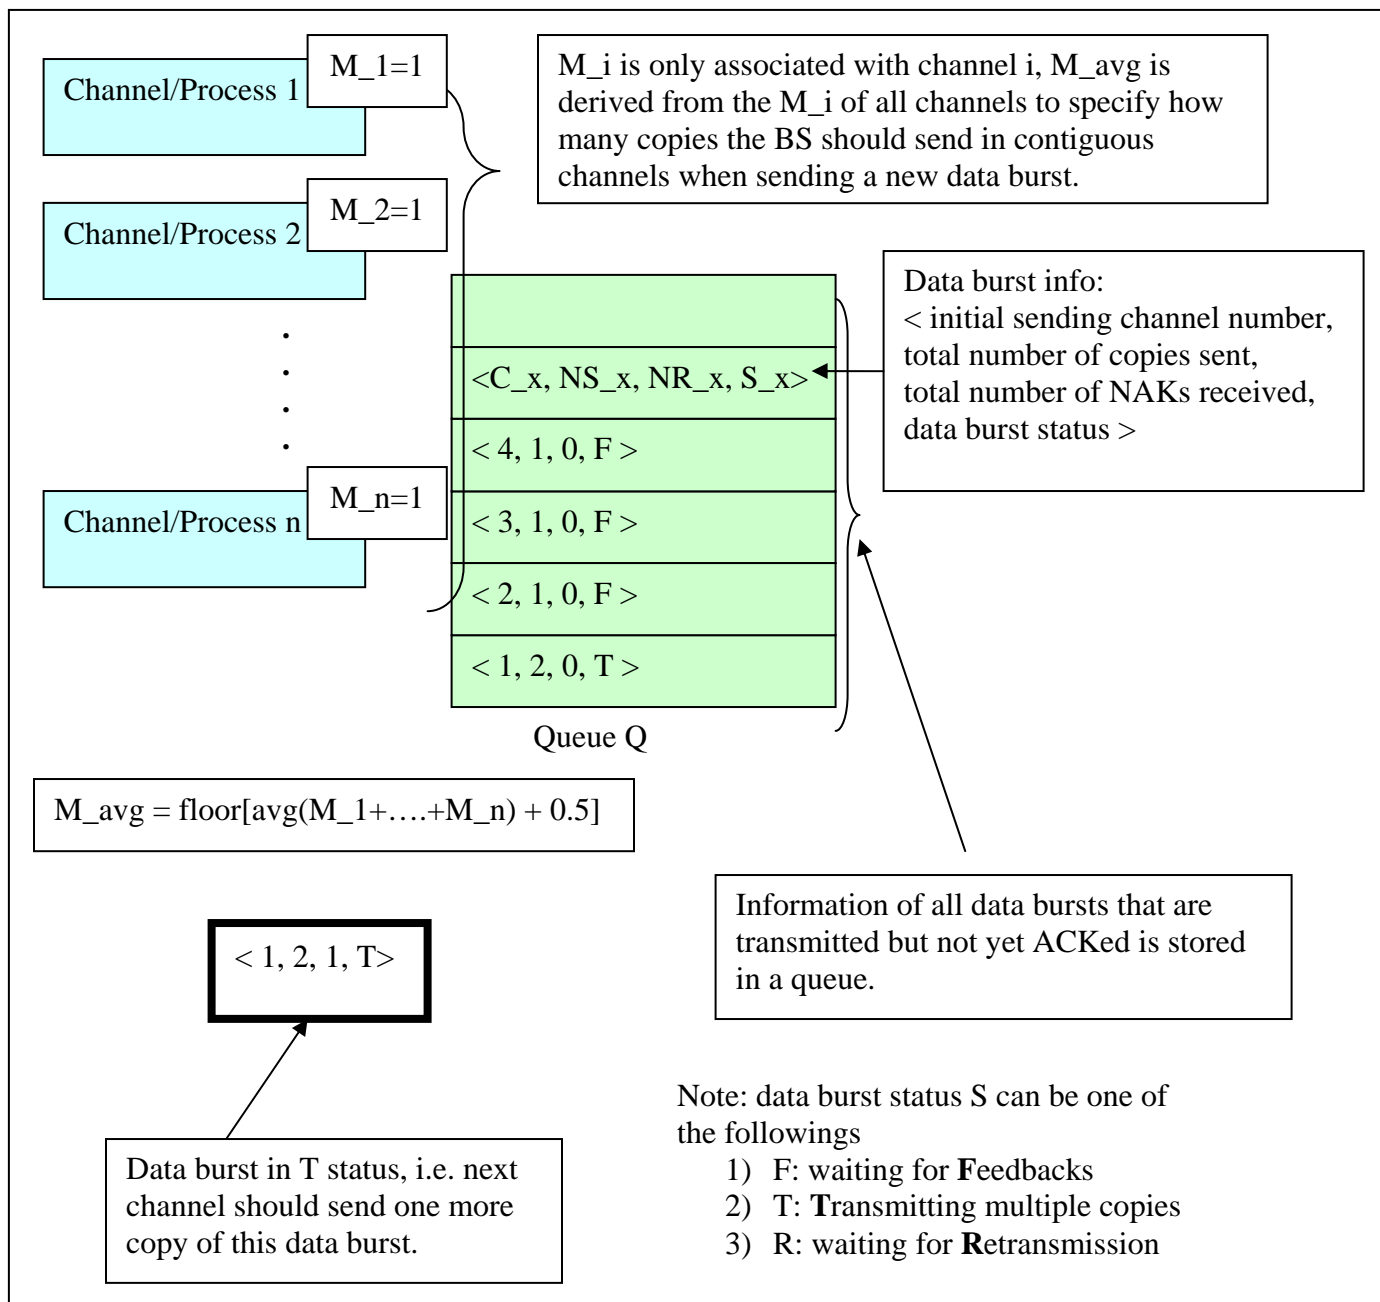 Channel/Process 1
M_1=1
M_i is only associated with channel i, M_avg is
derived from the M_i of all channels to specify how
many copies the BS should send in contiguous
channels when sending a new data burst.
Channel/Process 2
M_2=1
Data burst info:
< initial sending channel number,
total number of copies sent,
total number of NAKs received,
data burst status >
.
.
.
.
Channel/Process n
M_n=1
<C_x, NS_x, NR_x, S_x>
< 4, 1, 0, F >
< 3, 1, 0, F >
< 2, 1, 0, F >
< 1, 2, 0, T >
Queue Q
M_avg = floor[avg(M_1+….+M_n) + 0.5]
< 1, 2, 1, T>
Information of all data bursts that are
transmitted but not yet ACKed is stored
in a queue.
Data burst in T status, i.e. next
channel should send one more
copy of this data burst.
Note: data burst status S can be one of
the followings
1) F: waiting for Feedbacks
2) T: Transmitting multiple copies
3) R: waiting for Retransmission